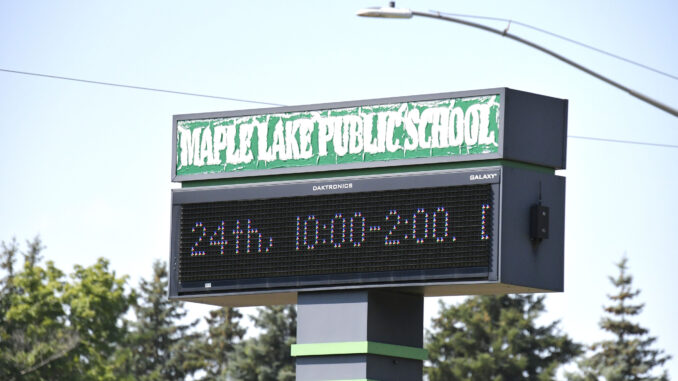 MAPLE LAKE PUBLIC SCHOOL
DAKTRONICS
GALAXY
24th, 10:00-2:00.